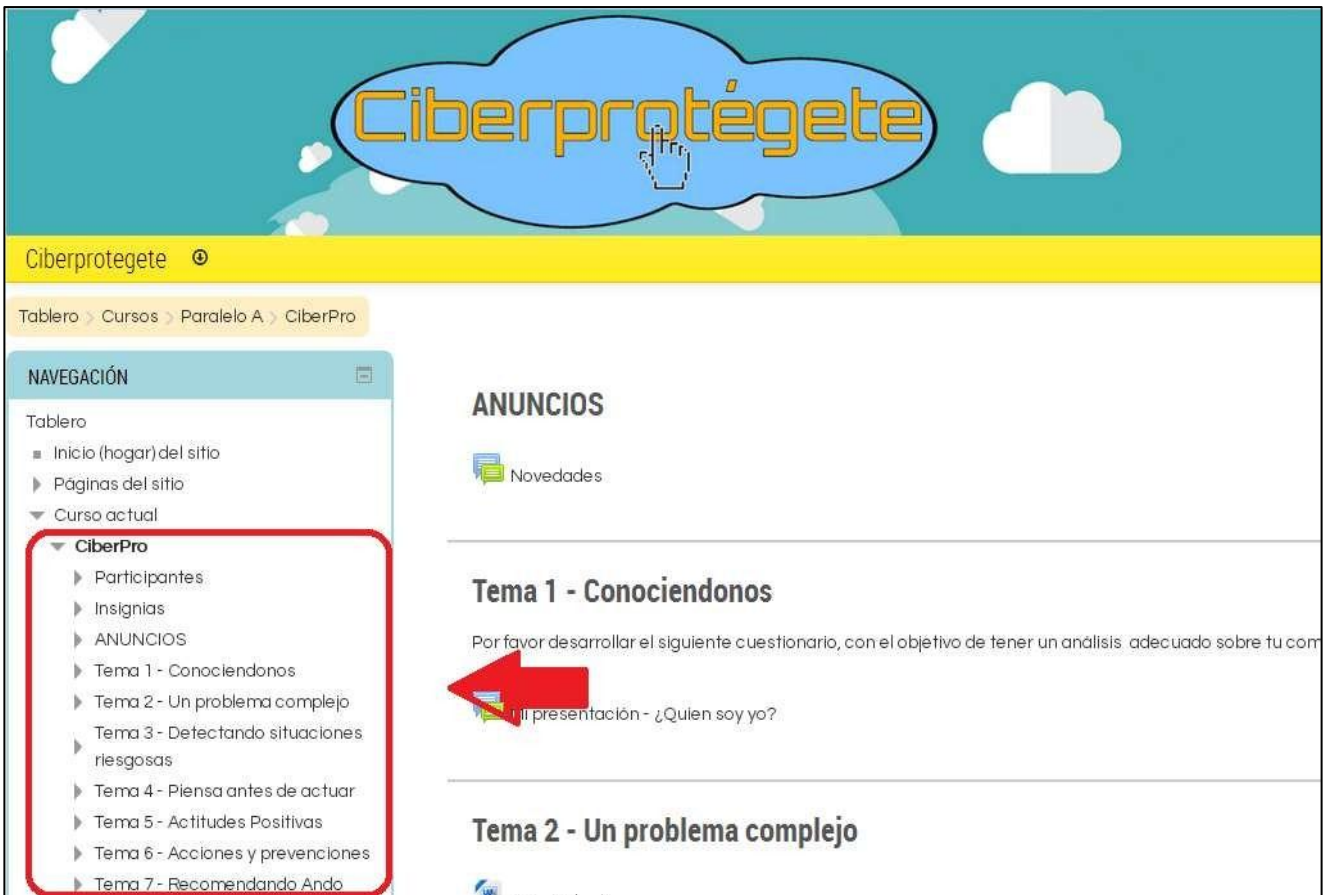 Ciberprotégete
Ciberprotegete
Tablero > Cursos > Paralelo A > CiberPro
NAVEGACIÓN
Tablero
Inicio (hogar) del sitio
Páginas del sitio
Curso actual
CiberPro
Participantes
Insignias
ANUNCIOS
Tema 1 - Conociendonos
Tema 2 - Un problema complejo
Tema 3 - Detectando situaciones
riesgosas
Tema 4 - Piensa antes de actuar
Tema 5 - Actitudes Positivas
Tema 6 - Acciones y prevenciones
Tema 7 - Recomendando Ando
ANUNCIOS
Novedades
Tema 1 - Conociendonos
Por favor desarrollar el siguiente cuestionario, con el objetivo de tener un análisis adecuado sobre tu com
presentación - ¿Quien soy yo?
Tema 2 - Un problema complejo